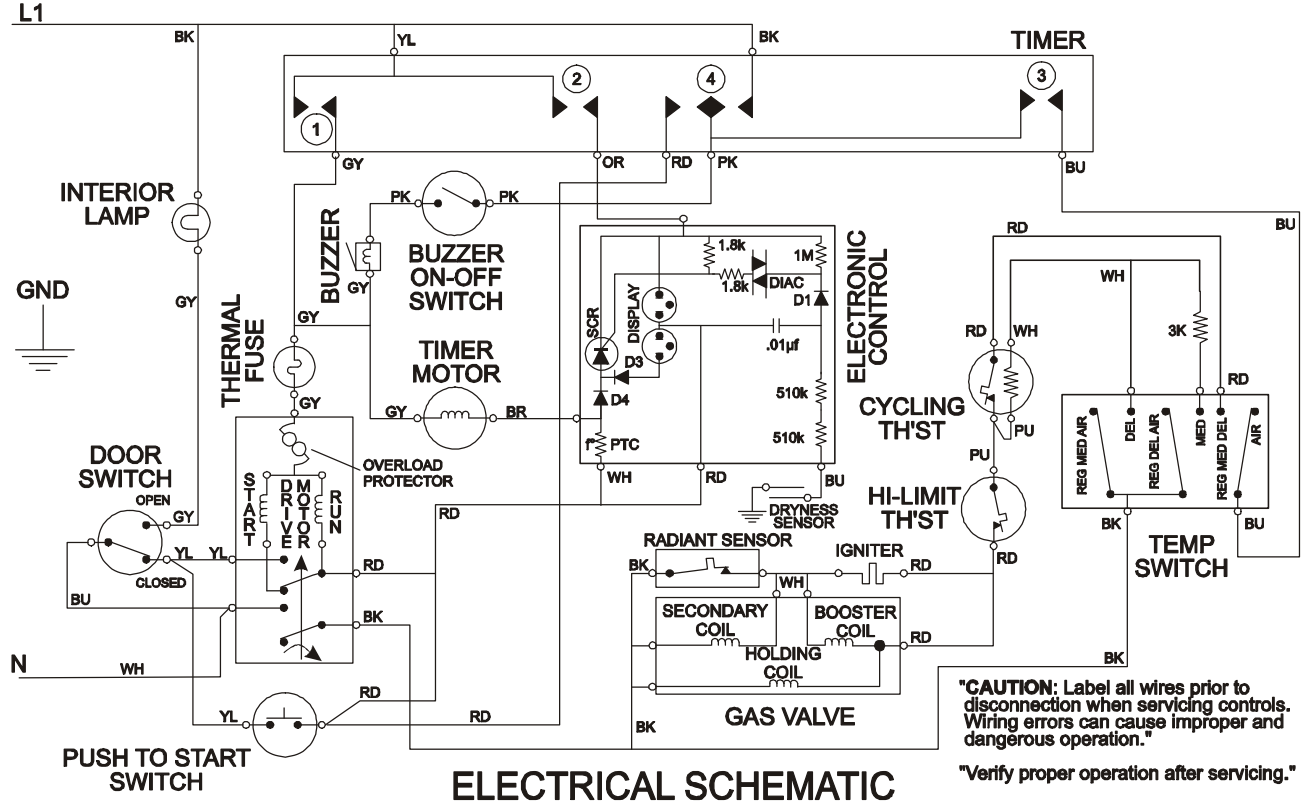 L1
BK
YL
BK
TIMER
1
2
4
3
GY
OR
RD
PK
BU
INTERIOR
LAMP
PK
PK
BUZZER
BUZZER
ON-OFF
SWITCH
BU
GND
GY
GY
GY
THERMAL
FUSE
TIMER
MOTOR
GY
BR
GY
1.8k
1M
1.8k
DIAC
D1
SCR
DISPLAY
.01µf
D3
D4
510k
510k
PTC
ELECTRONIC
CONTROL
RD
WH
3K
RD
WH
RD
CYCLING
TH'ST
PU
PU
REG MED AIR
DEL
REG DEL AIR
MED
REG MED DEL
AIR
DOOR
SWITCH
OPEN
GY
YL
YL
CLOSED
BU
OVERLOAD
PROTECTOR
START
DRIVE
MOTOR
RUN
RD
BK
WH
RD
BU
RD
DRYNESS
SENSOR
HI-LIMIT
TH'ST
RD
BK
BU
TEMP
SWITCH
RADIANT SENSOR
IGNITER
BK
WH
RD
SECONDARY
COIL
BOOSTER
COIL
RD
HOLDING
COIL
GAS VALVE
BK
BK
N
WH
RD
YL
RD
PUSH TO START
SWITCH
ELECTRICAL SCHEMATIC
"CAUTION: Label all wires prior to
disconnection when servicing controls.
Wiring errors can cause improper and
dangerous operation."
"Verify proper operation after servicing."